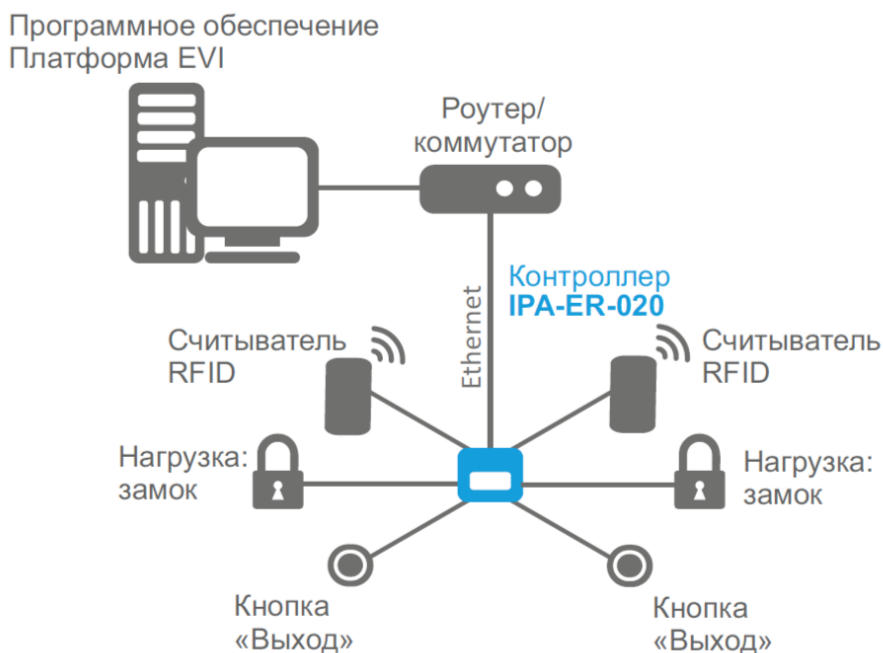 Программное обеспечение
Платформа EVI
Роутер/
коммутатор
Контроллер
IPA-ER-020
Ethernet
Считыватель
RFID
Считыватель
RFID
Нагрузка:
замок
Нагрузка:
замок
Кнопка
«Выход»
Кнопка
«Выход»